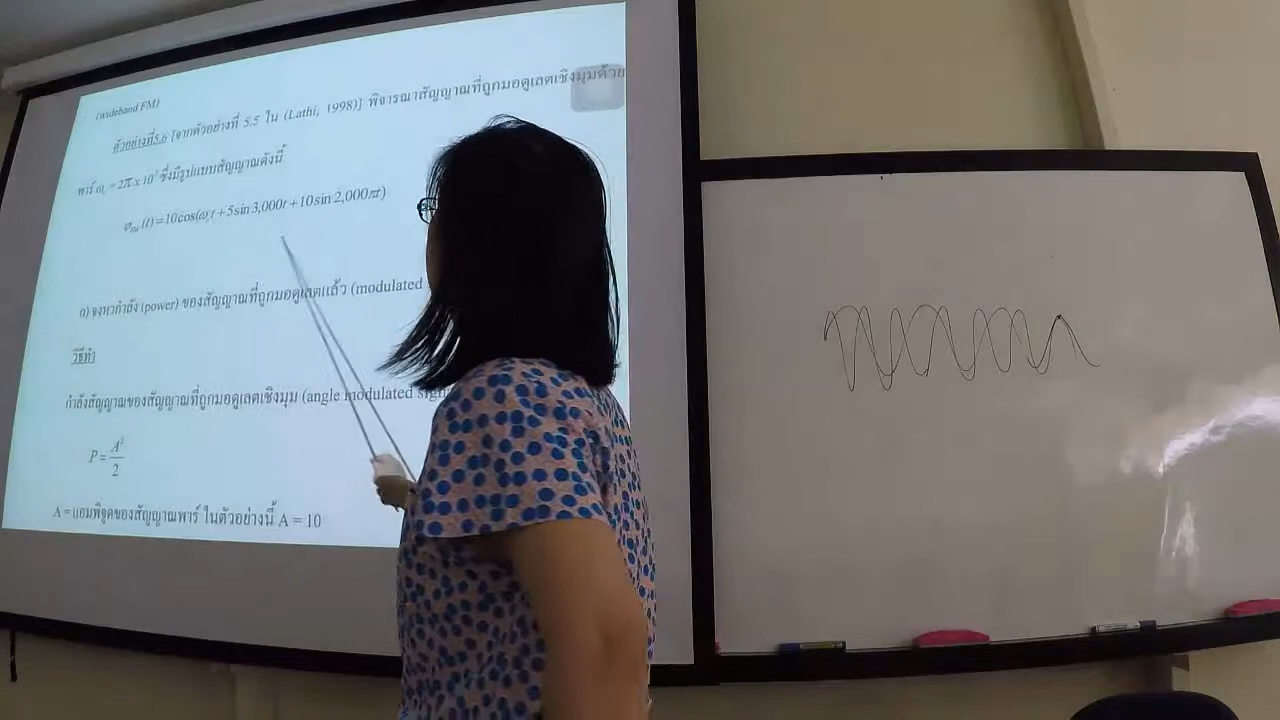 (wideband FM)
ตัวอย่างที่5.6 [จากตัวอย่างที่ 5.5 ใน (Lathi, 1998)] พิจารณาสัญญาณที่ถูกมอดูเลตเชิงมุมด้วย
พาร์ ω_c = 2π x 10^5 ซึ่งมีรูปแบบสัญญาณดังนี้
φ_EM (t) = 10cos(ω_c t + 5sin3,000t + 10sin2,000πt)
ก) จงหากำลัง (power) ของสัญญาณที่ถูกมอดูเลตแล้ว (modulated
วิธีทำ
กำลังสัญญาณของสัญญาณที่ถูกมอดูเลตเชิงมุม (angle modulated
P = A²/2
A = แอมพิจูดของสัญญาณพาร์ ในตัวอย่างนี้ A = 10